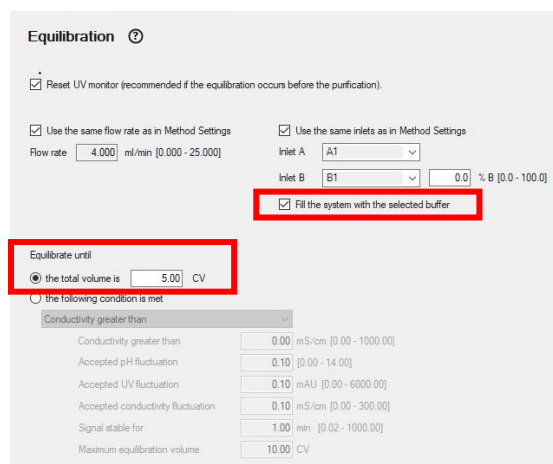 Equilibration ?
Reset UV monitor (recommended if the equilibration occurs before the purification).
Use the same flow rate as in Method Settings
Use the same inlets as in Method Settings
Flow rate 4.000 ml/min [0.000 - 25.000]
Inlet A A1
Inlet B B1 0.0 % B [0.0 - 100.0]
Fill the system with the selected buffer
Equilibrate until
the total volume is 5.00 CV
the following condition is met
Conductivity greater than
Conductivity greater than 0.00 mS/cm [0.00 - 1000.00]
Accepted pH fluctuation 0.10 [0.00 - 14.00]
Accepted UV fluctuation 0.10 mAU [0.00 - 6000.00]
Accepted conductivity fluctuation 0.10 mS/cm [0.00 - 300.00]
Signal stable for 1.00 min [0.02 - 1000.00]
Maximum equilibration volume 10.00 CV